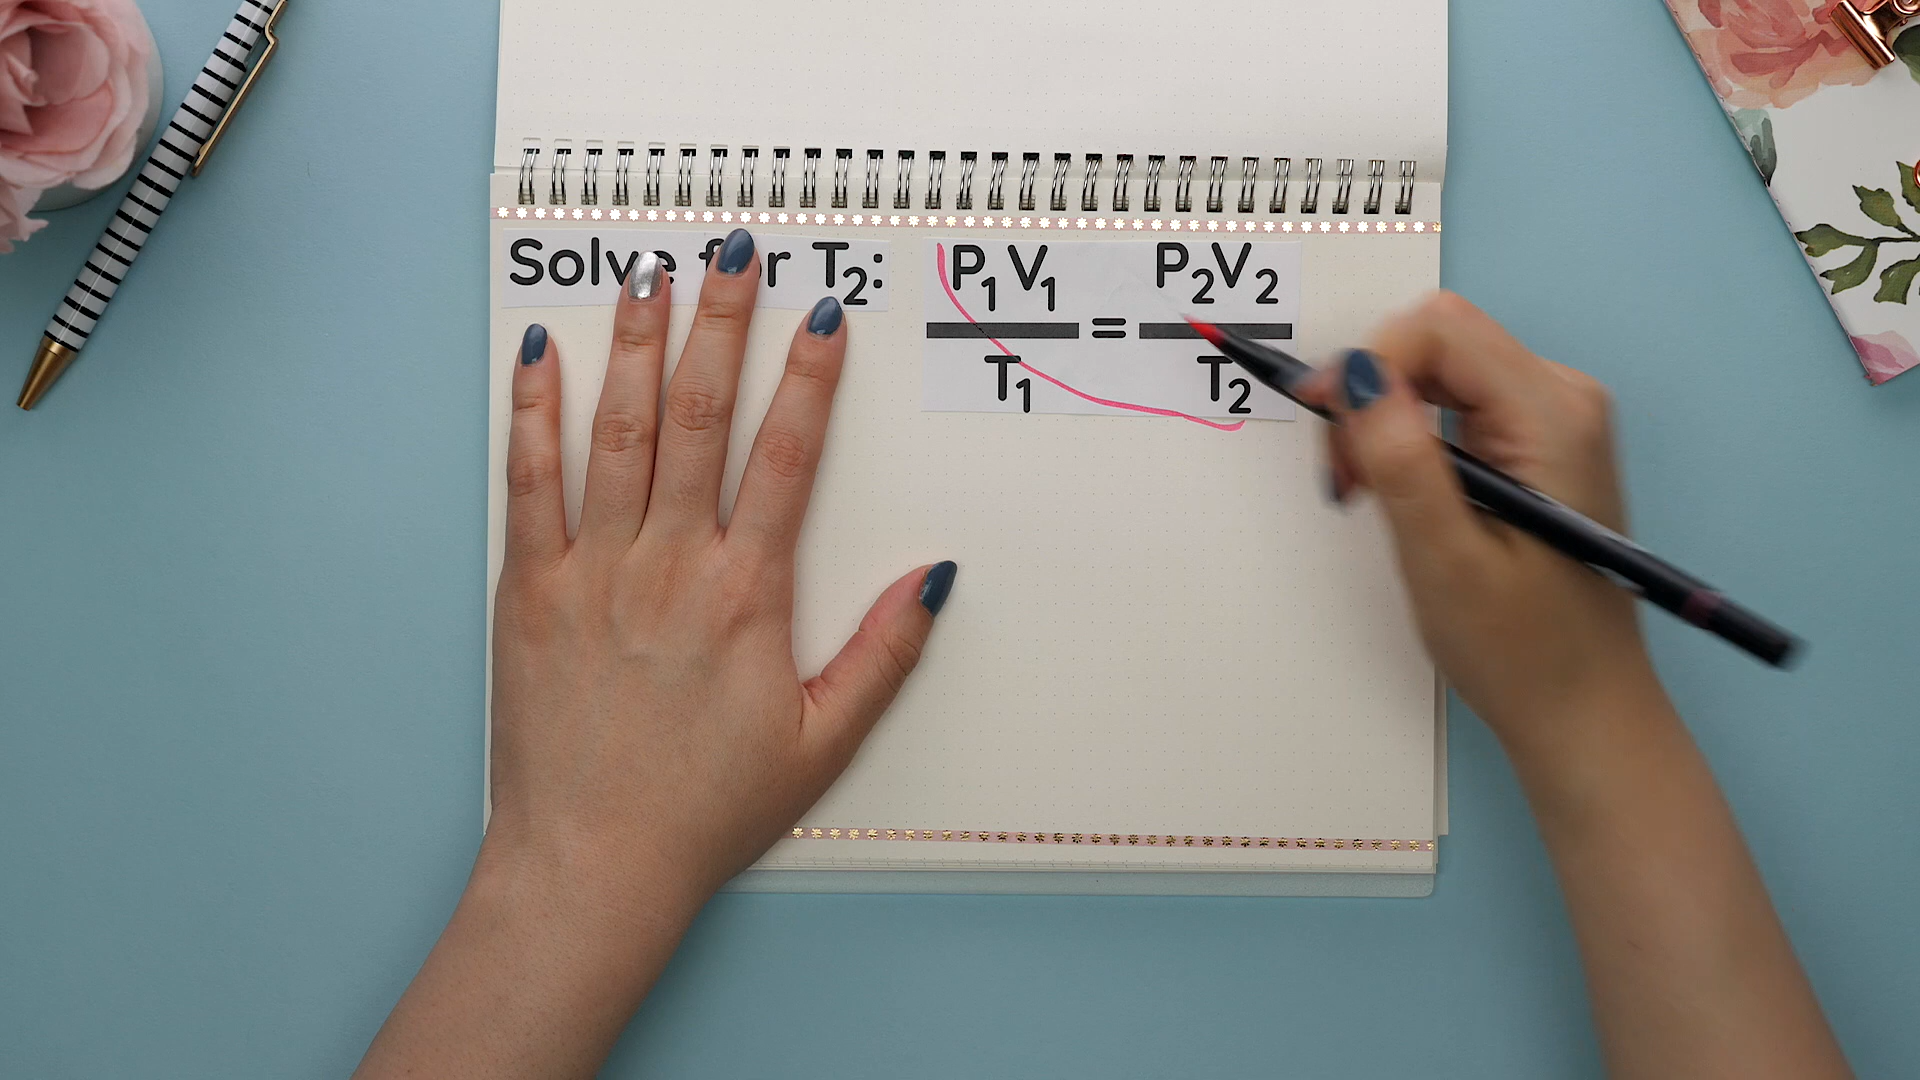 Solve for T₂:
P₁V₁ = P₂V₂
T₁ T₂